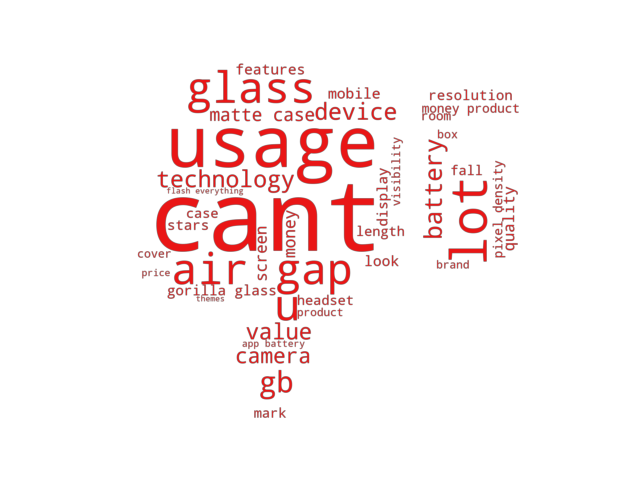 features
glass
mobile
resolution
matte case
device
money product
room
usage
box
battery
visibility
fall
technology
flash everything
display
lot
pixel density
quality
cant
case
stars
money
screen
length
cover
air
gap
look
brand
price
gorilla glass
themes
u
headset
product
value
app battery
camera
gb
mark